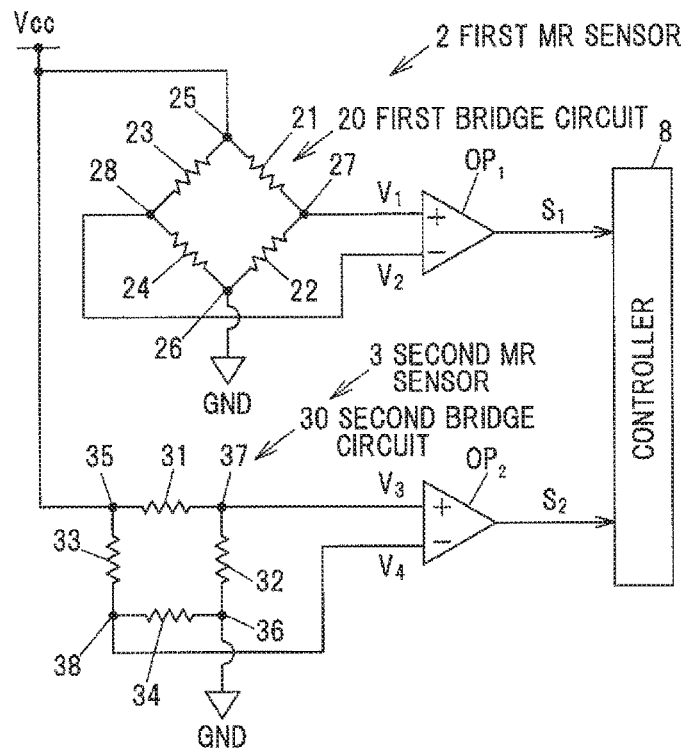 Vcc
2 FIRST MR SENSOR
25
21
20 FIRST BRIDGE CIRCUIT
23
8
28
27
OP1
V1
+
S1
−
24
22
V2
26
CONTROLLER
3 SECOND MR
SENSOR
GND
30 SECOND BRIDGE
CIRCUIT
35
31
37
OP2
V3
+
S2
33
−
32
V4
38
34
36
GND